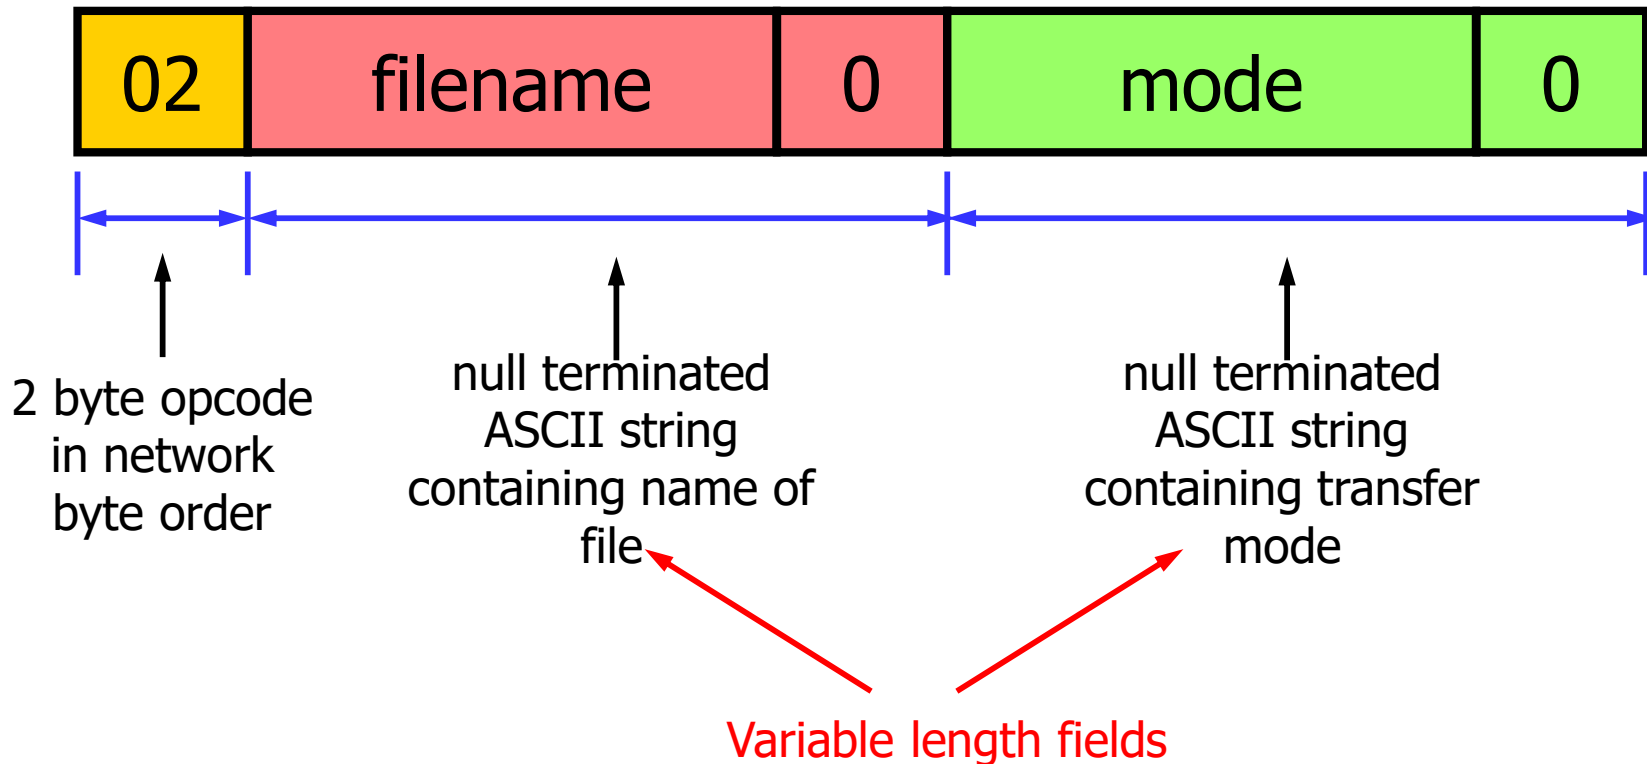 02 filename 0 mode 0
2 byte opcode
in network
byte order
null terminated
ASCII string
containing name of
file
null terminated
ASCII string
containing transfer
mode
Variable length fields